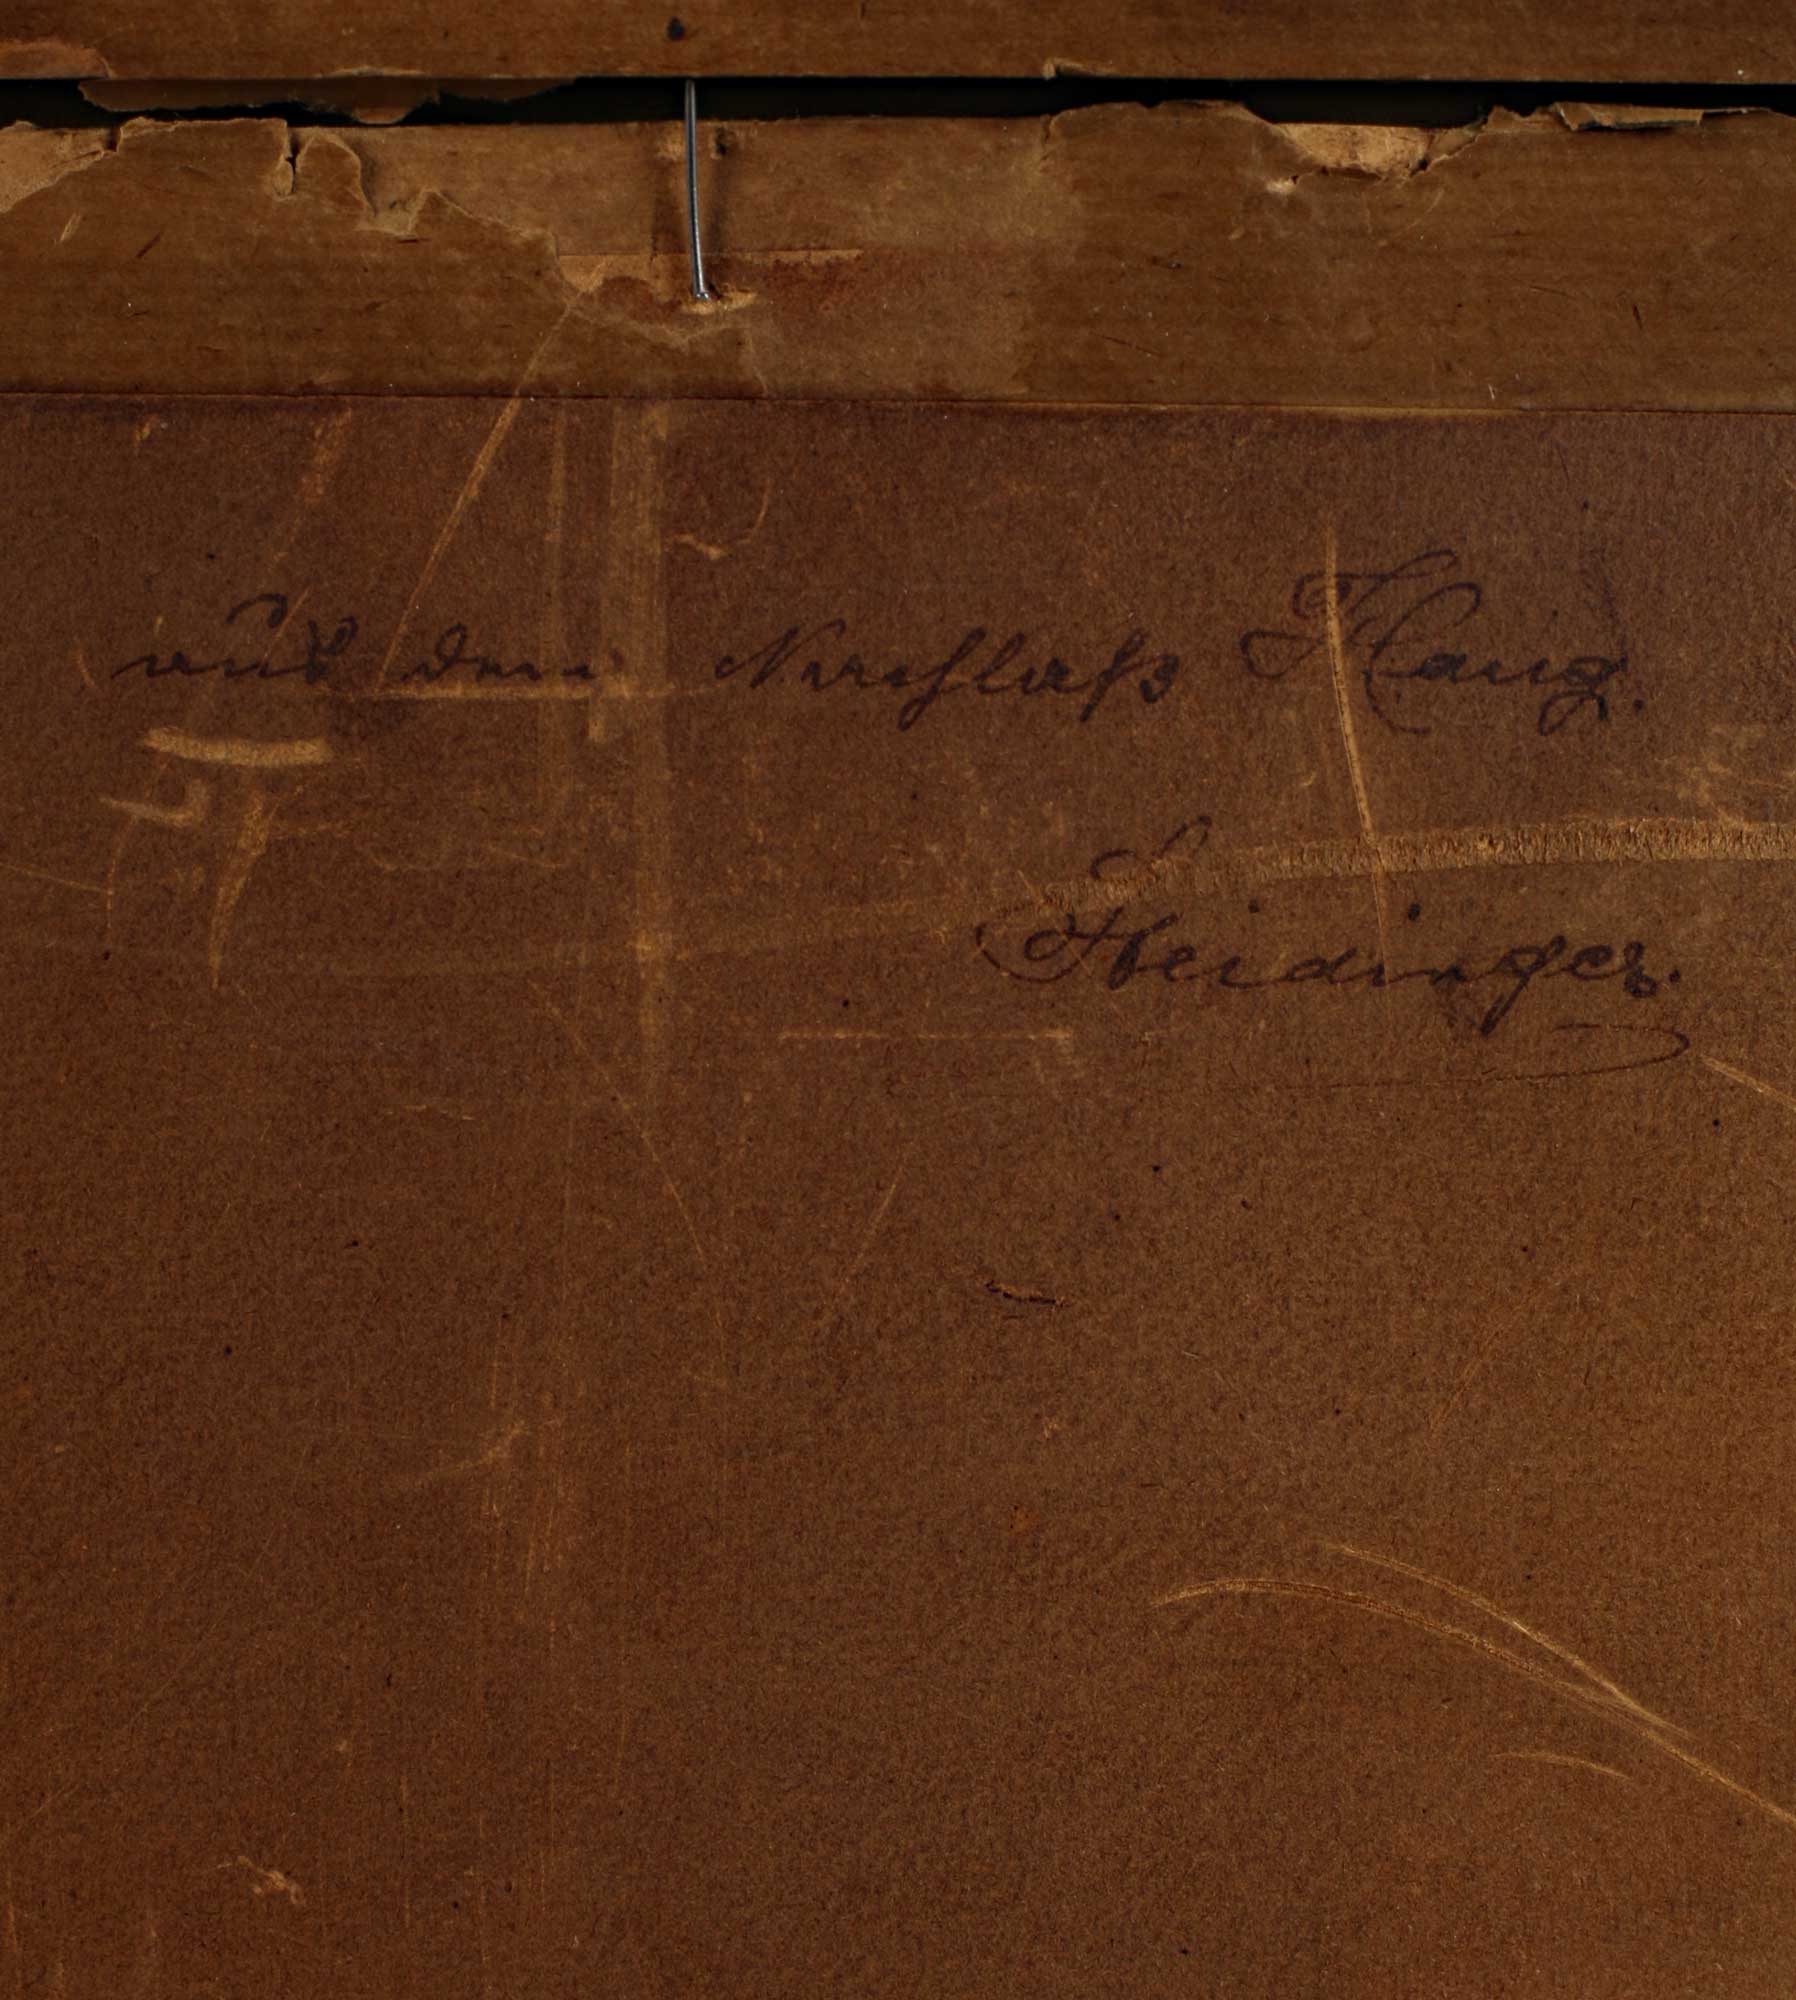 aus dem Nachlaß Haug.
Heidinger.